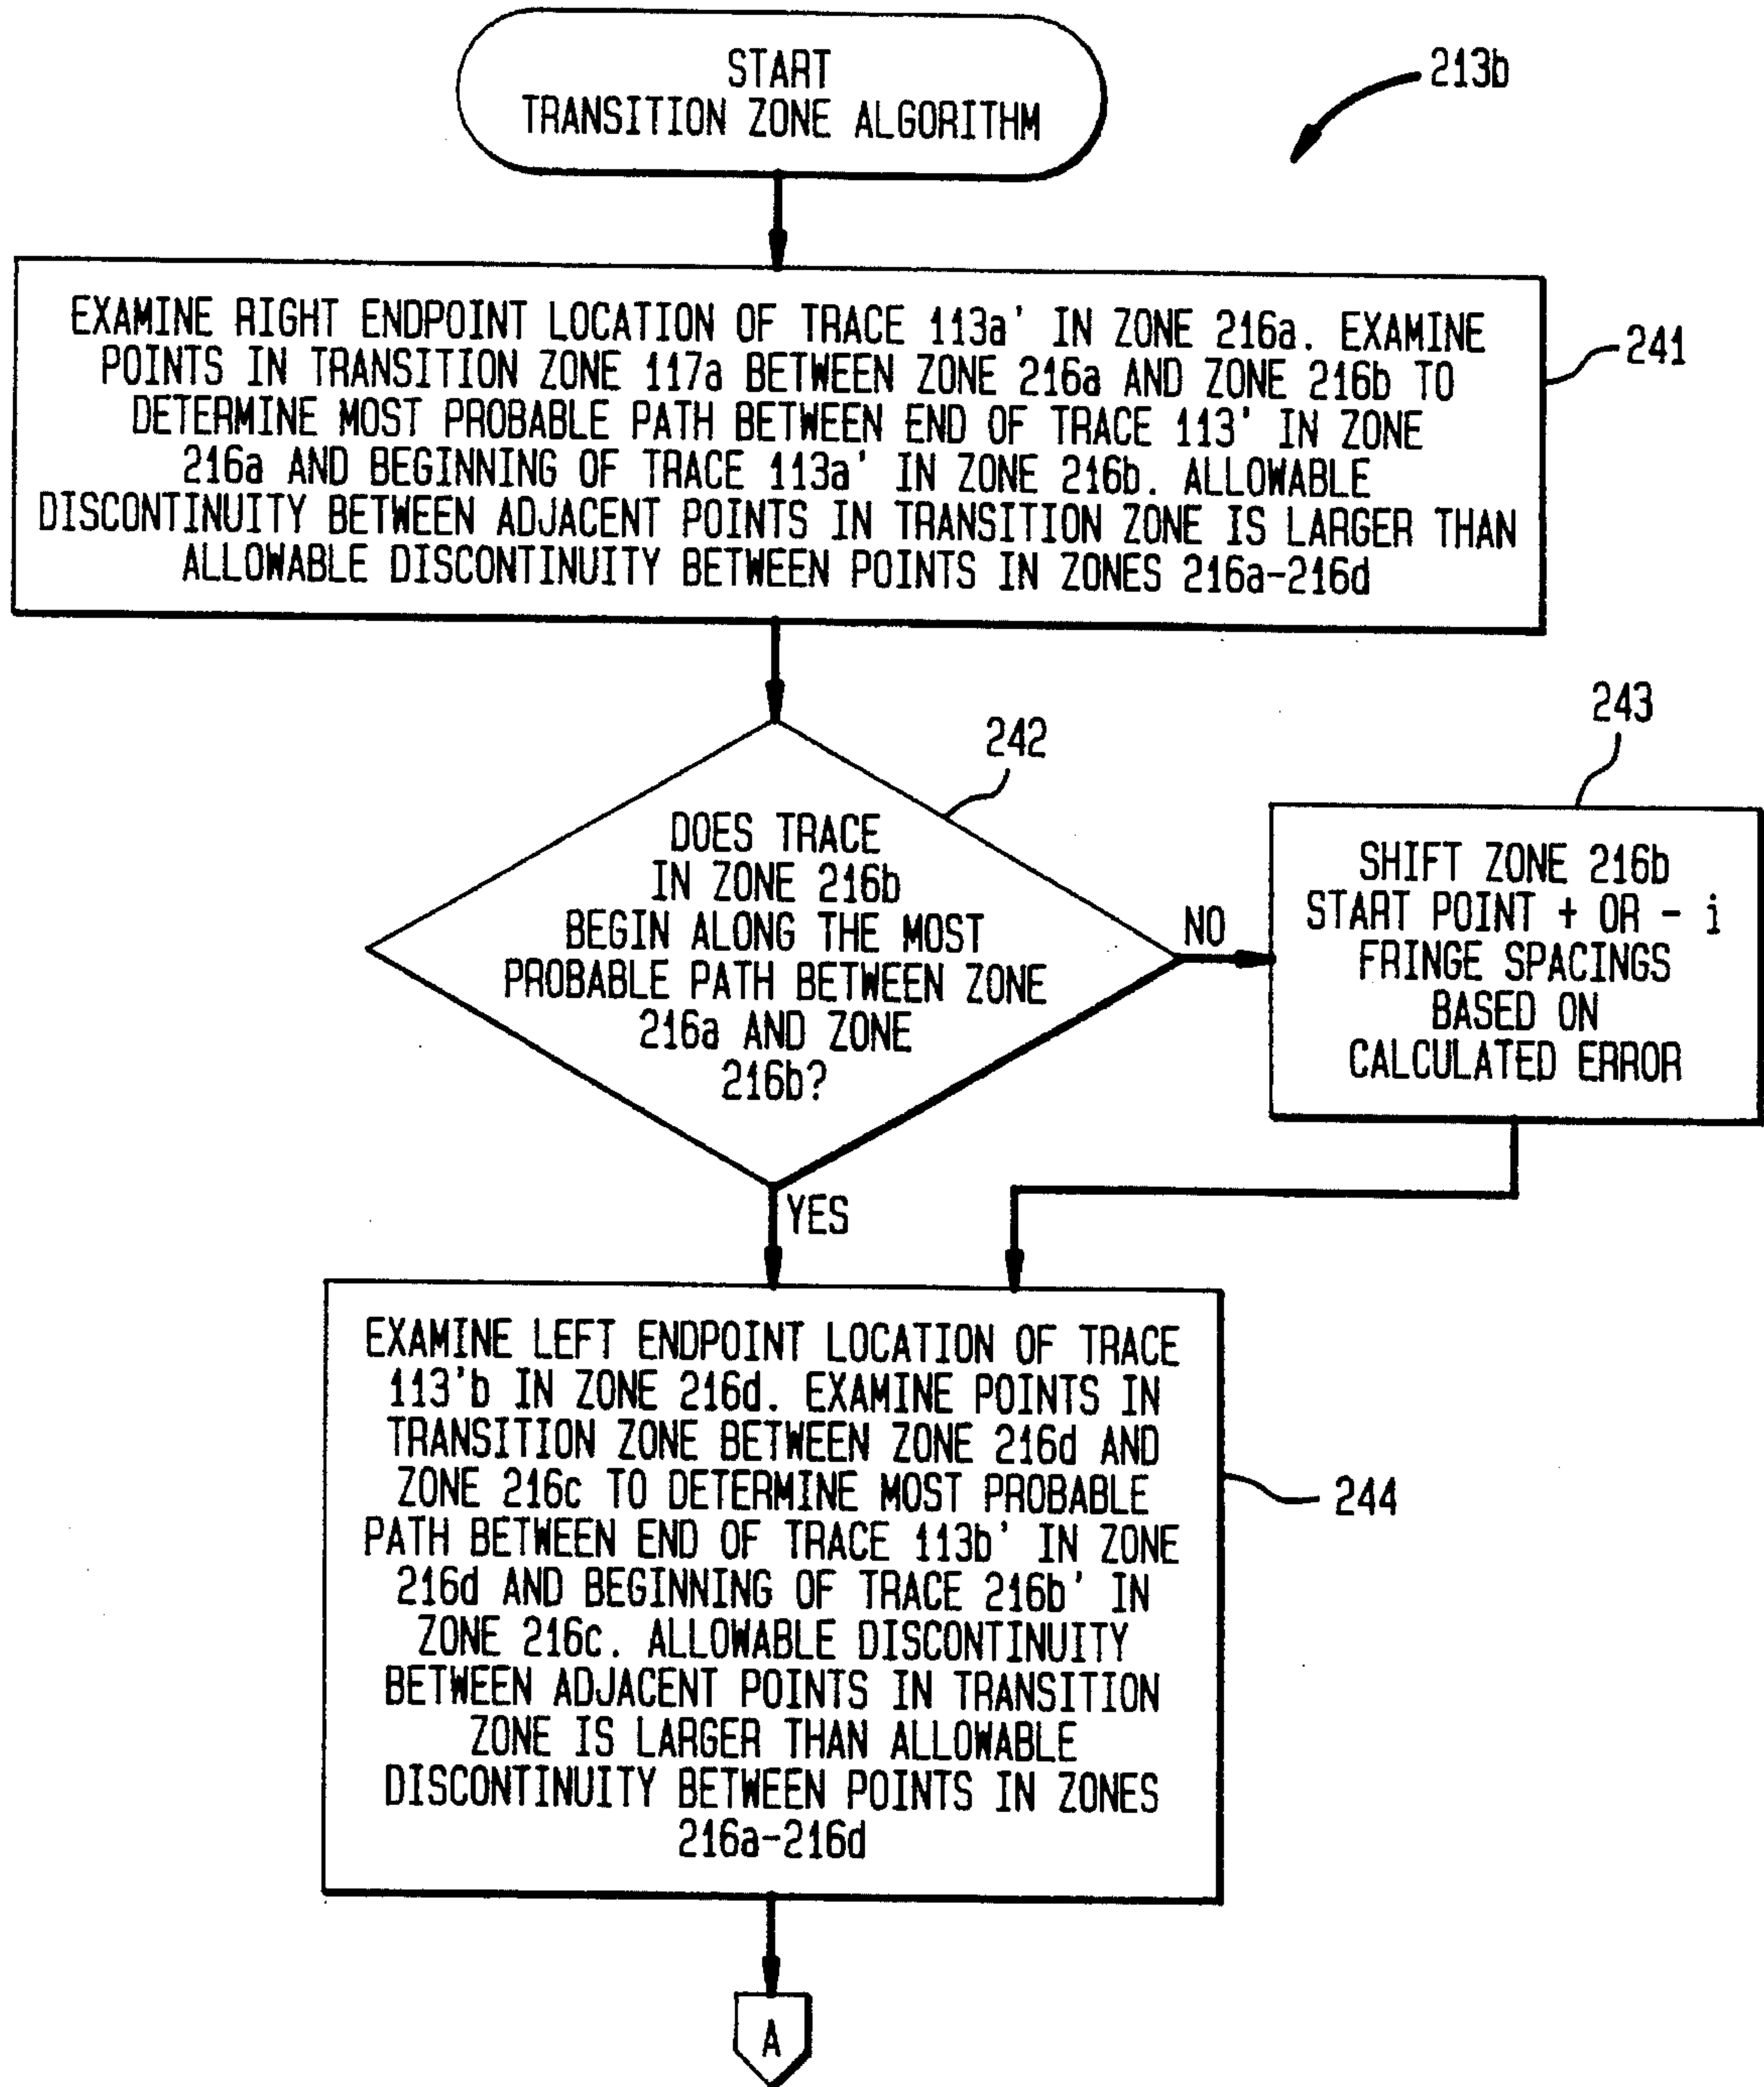 START
TRANSITION ZONE ALGORITHM
213b
EXAMINE RIGHT ENDPOINT LOCATION OF TRACE 113a' IN ZONE 216a. EXAMINE
POINTS IN TRANSITION ZONE 117a BETWEEN ZONE 216a AND ZONE 216b TO
DETERMINE MOST PROBABLE PATH BETWEEN END OF TRACE 113' IN ZONE
216a AND BEGINNING OF TRACE 113a' IN ZONE 216b. ALLOWABLE
DISCONTINUITY BETWEEN ADJACENT POINTS IN TRANSITION ZONE IS LARGER THAN
ALLOWABLE DISCONTINUITY BETWEEN POINTS IN ZONES 216a-216d
241
242
DOES TRACE
IN ZONE 216b
BEGIN ALONG THE MOST
PROBABLE PATH BETWEEN ZONE
216a AND ZONE
216b?
NO
243
SHIFT ZONE 216b
START POINT + OR - i
FRINGE SPACINGS
BASED ON
CALCULATED ERROR
YES
EXAMINE LEFT ENDPOINT LOCATION OF TRACE
113'b IN ZONE 216d. EXAMINE POINTS IN
TRANSITION ZONE BETWEEN ZONE 216d AND
ZONE 216c TO DETERMINE MOST PROBABLE
PATH BETWEEN END OF TRACE 113b' IN ZONE
216d AND BEGINNING OF TRACE 216b' IN
ZONE 216c. ALLOWABLE DISCONTINUITY
BETWEEN ADJACENT POINTS IN TRANSITION
ZONE IS LARGER THAN ALLOWABLE
DISCONTINUITY BETWEEN POINTS IN ZONES
216a-216d
244
A